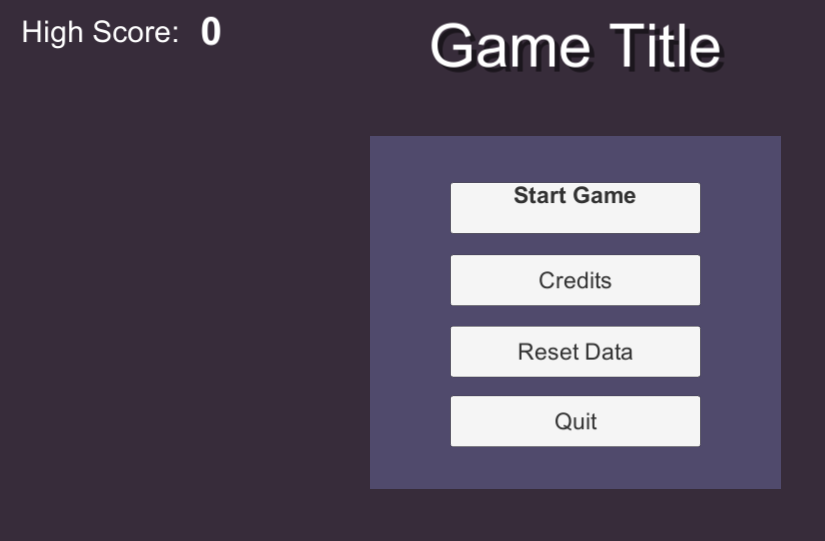 High Score: 0
Game Title
Start Game
Credits
Reset Data
Quit